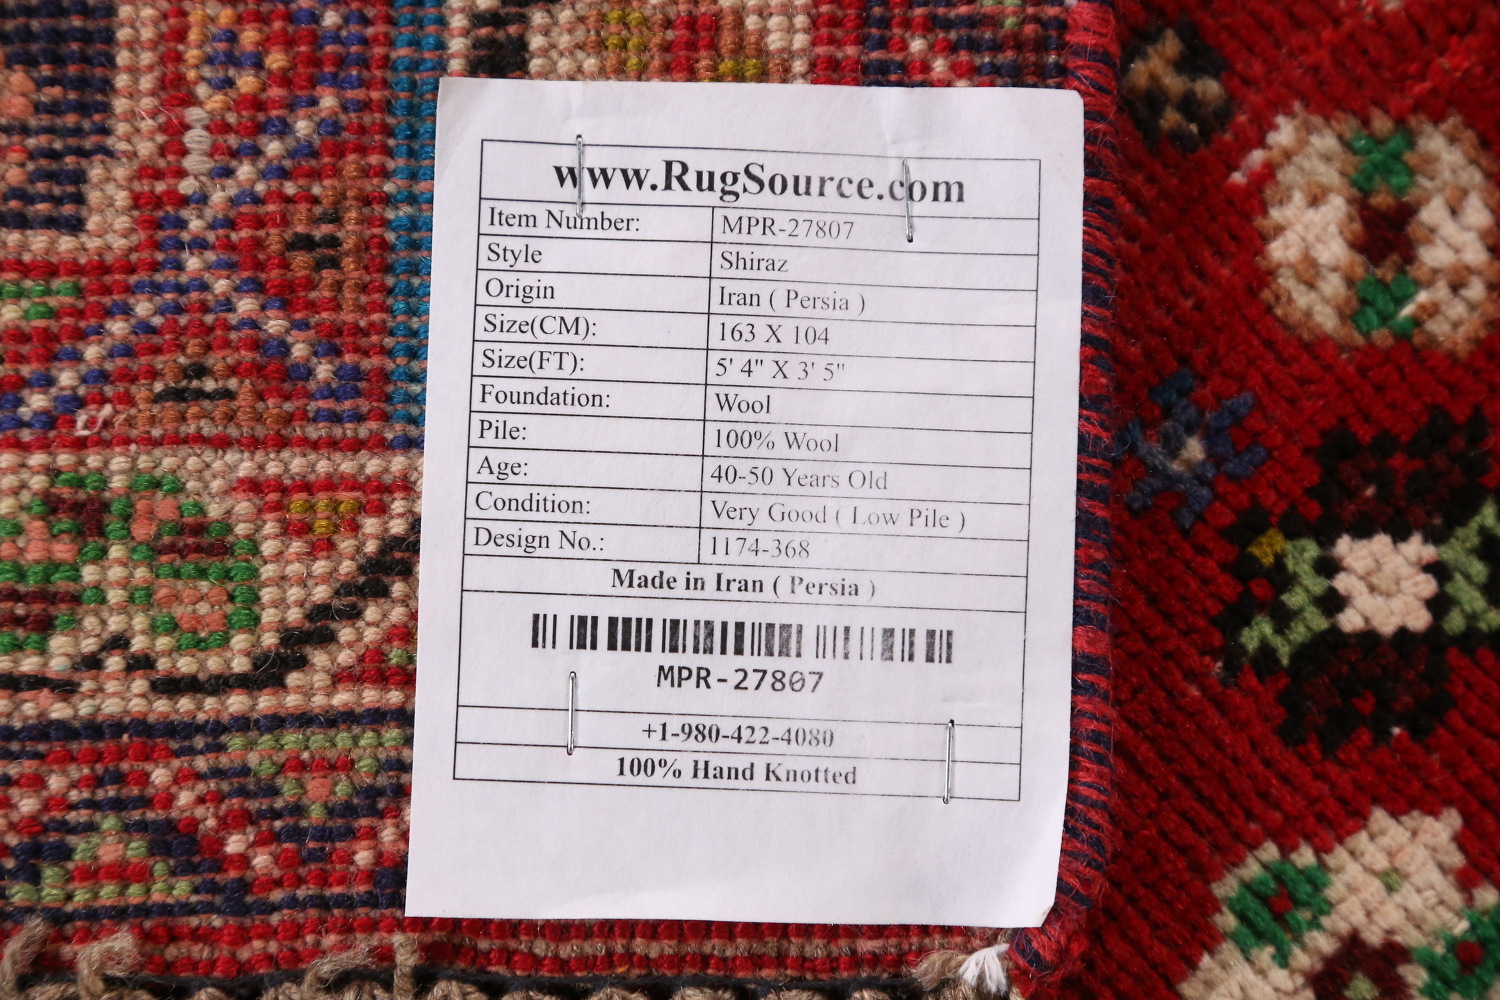 www.RugSource.com
Item Number: MPR-27807
Style Shiraz
Origin Iran ( Persia )
Size(CM): 163 X 104
Size(FT): 5' 4" X 3' 5"
Foundation: Wool
Pile: 100% Wool
Age: 40-50 Years Old
Condition: Very Good ( Low Pile )
Design No.: 1174-368
Made in Iran ( Persia )
MPR-27807
+1-980-422-4080
100% Hand Knotted